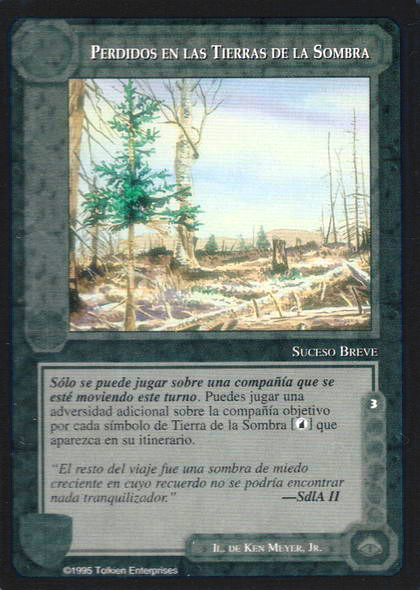 Perdidos en las Tierras de la Sombra
Suceso Breve
Sólo se puede jugar sobre una compañía que se
esté moviendo este turno. Puedes jugar una
adversidad adicional sobre la compañía objetivo
por cada símbolo de Tierra de la Sombra [ ] que
aparezca en su itinerario.
3
"El resto del viaje fue una sombra de miedo
creciente en cuyo recuerdo no se podría encontrar
nada tranquilizador." —SdlA II
Il. de Ken Meyer, Jr.
©1995 Tolkien Enterprises